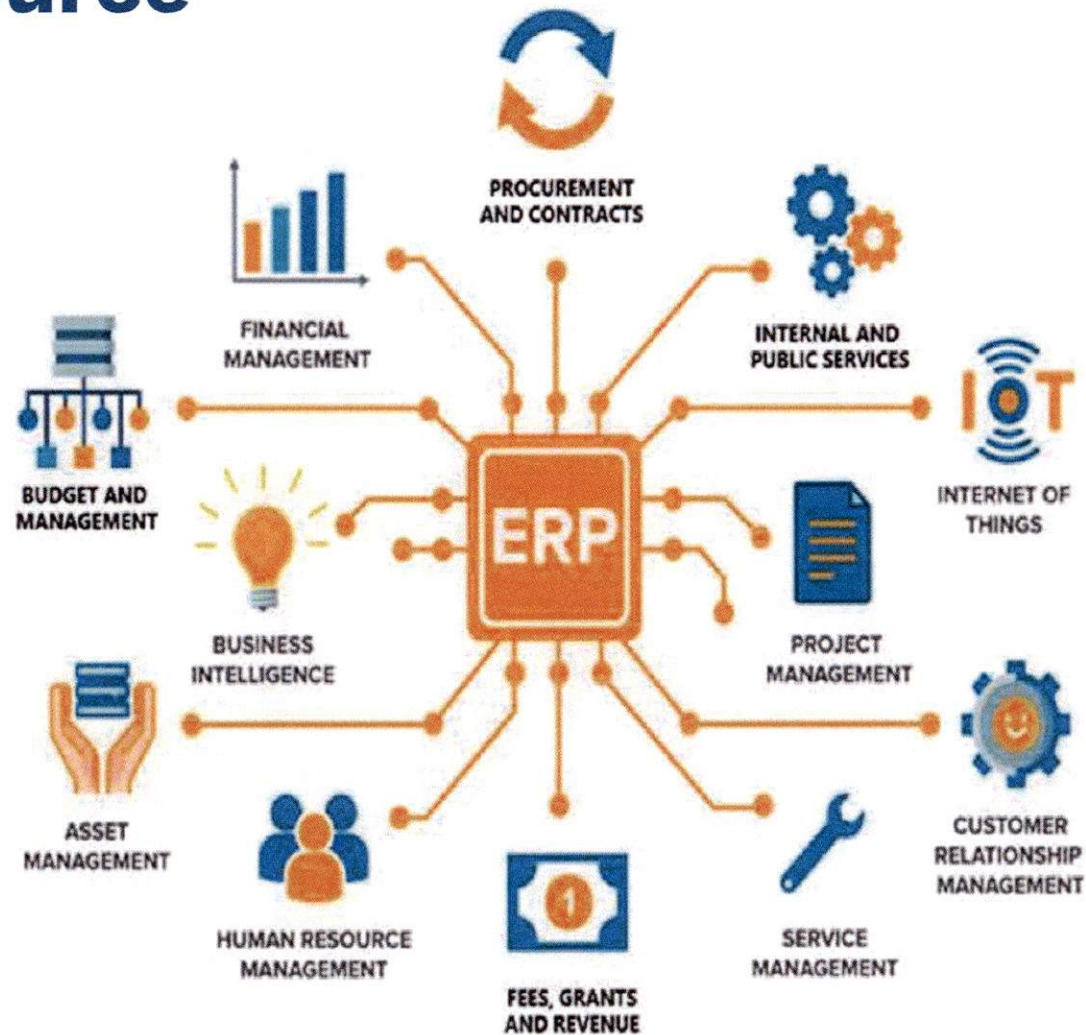 PROCUREMENT
AND CONTRACTS
FINANCIAL
MANAGEMENT
INTERNAL AND
PUBLIC SERVICES
IOT
BUDGET AND
MANAGEMENT
INTERNET OF
THINGS
ERP
BUSINESS
INTELLIGENCE
PROJECT
MANAGEMENT
ASSET
MANAGEMENT
CUSTOMER
RELATIONSHIP
MANAGEMENT
HUMAN RESOURCE
MANAGEMENT
1
SERVICE
MANAGEMENT
FEES, GRANTS
AND REVENUE